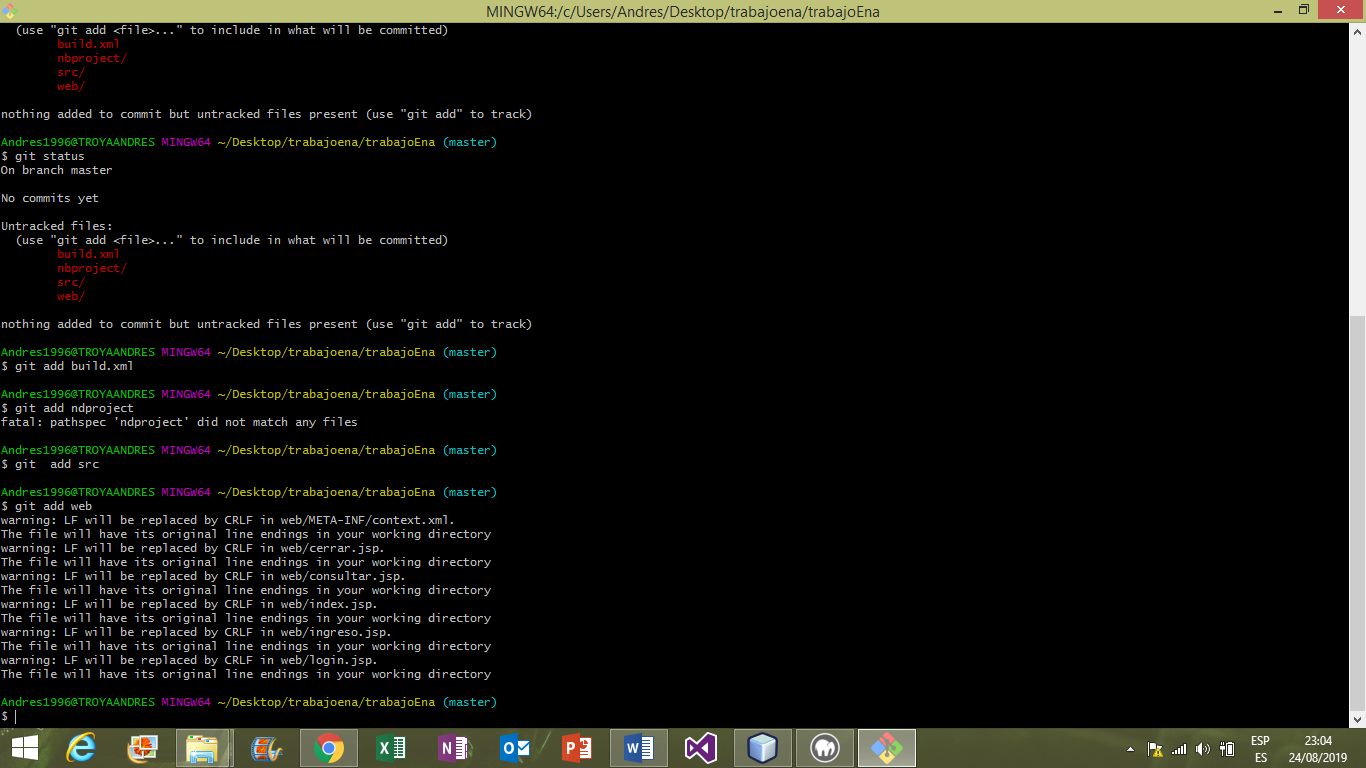 MINGW64:/c/Users/Andres/Desktop/trabajoena/trabajoEna
(use "git add <file>..." to include in what will be committed)
build.xml
nbproject/
src/
web/
nothing added to commit but untracked files present (use "git add" to track)
Andres1996@TROYAANDRES MINGW64 ~/Desktop/trabajoena/trabajoEna (master)
$ git status
On branch master
No commits yet
Untracked files:
(use "git add <file>..." to include in what will be committed)
build.xml
nbproject/
src/
web/
nothing added to commit but untracked files present (use "git add" to track)
Andres1996@TROYAANDRES MINGW64 ~/Desktop/trabajoena/trabajoEna (master)
$ git add build.xml
Andres1996@TROYAANDRES MINGW64 ~/Desktop/trabajoena/trabajoEna (master)
$ git add ndproject
fatal: pathspec 'ndproject' did not match any files
Andres1996@TROYAANDRES MINGW64 ~/Desktop/trabajoena/trabajoEna (master)
$ git  add src
Andres1996@TROYAANDRES MINGW64 ~/Desktop/trabajoena/trabajoEna (master)
$ git add web
warning: LF will be replaced by CRLF in web/META-INF/context.xml.
The file will have its original line endings in your working directory
warning: LF will be replaced by CRLF in web/cerrar.jsp.
The file will have its original line endings in your working directory
warning: LF will be replaced by CRLF in web/consultar.jsp.
The file will have its original line endings in your working directory
warning: LF will be replaced by CRLF in web/index.jsp.
The file will have its original line endings in your working directory
warning: LF will be replaced by CRLF in web/ingreso.jsp.
The file will have its original line endings in your working directory
warning: LF will be replaced by CRLF in web/login.jsp.
The file will have its original line endings in your working directory
Andres1996@TROYAANDRES MINGW64 ~/Desktop/trabajoena/trabajoEna (master)
$
ESP 23:04
ES 24/08/2019